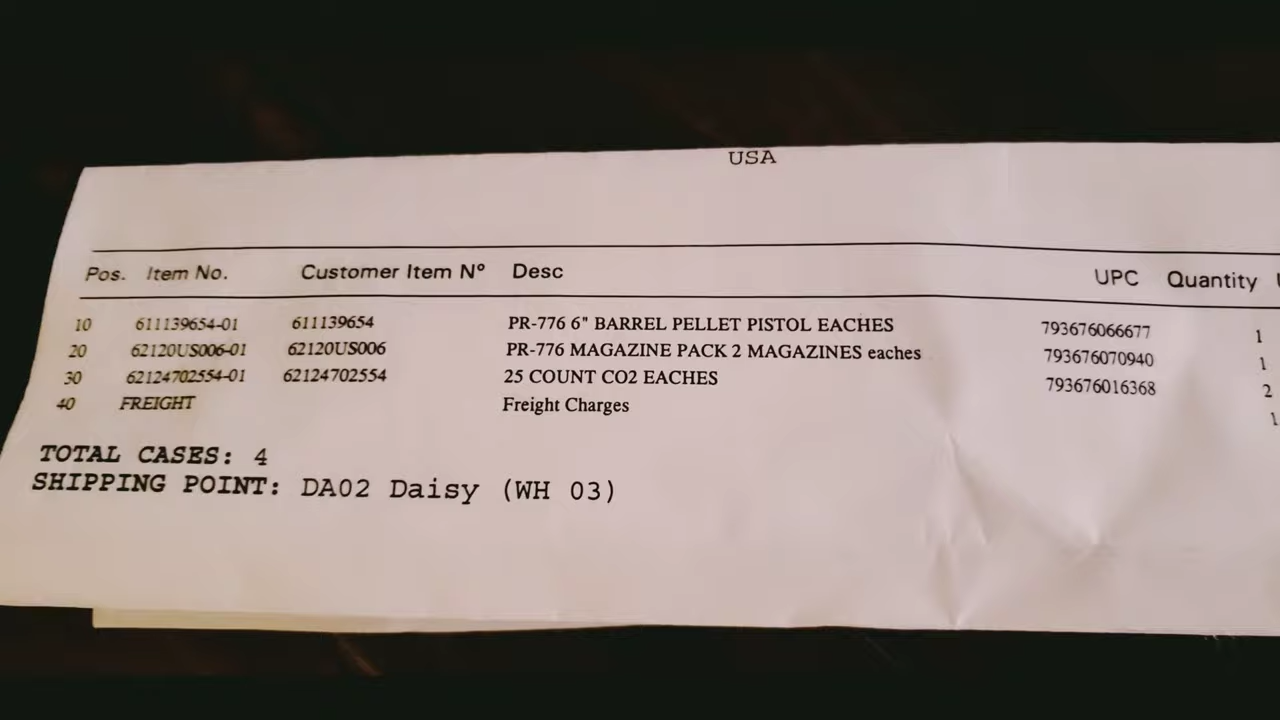 USA
Pos. Item No. Customer Item Nº Desc UPC Quantity
10 611139654-01 611139654 PR-776 6" BARREL PELLET PISTOL EACHES 793676066677 1
20 62120US006-01 62120US006 PR-776 MAGAZINE PACK 2 MAGAZINES eaches 793676070940 1
30 62124702554-01 62124702554 25 COUNT CO2 EACHES 793676016368 2
40 FREIGHT Freight Charges 1
TOTAL CASES: 4
SHIPPING POINT: DA02 Daisy (WH 03)